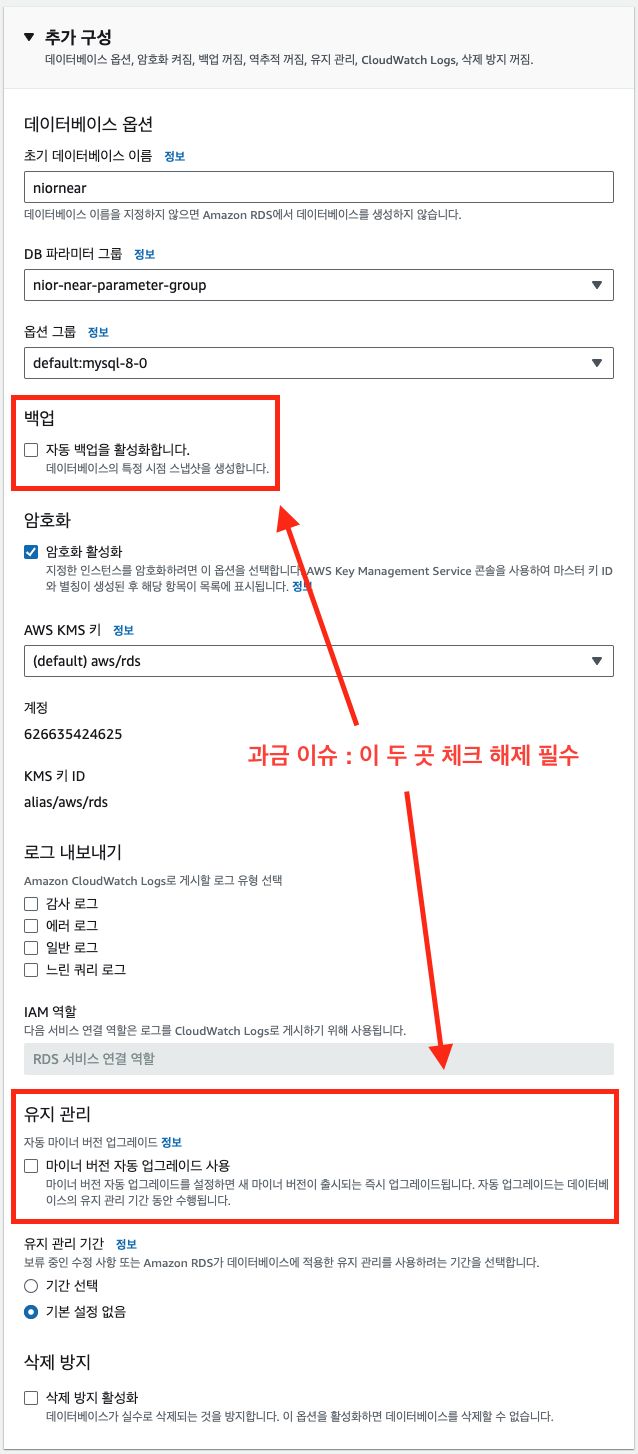 추가 구성
데이터베이스 옵션, 암호화 켜짐, 백업 꺼짐, 역추적 꺼짐, 유지 관리, CloudWatch Logs, 삭제 방지 꺼짐.
데이터베이스 옵션
초기 데이터베이스 이름 정보
niornear
데이터베이스 이름을 지정하지 않으면 Amazon RDS에서 데이터베이스를 생성하지 않습니다.
DB 파라미터 그룹 정보
nior-near-parameter-group
옵션 그룹 정보
default:mysql-8-0
백업
자동 백업을 활성화합니다.
데이터베이스의 특정 시점 스냅샷을 생성합니다.
암호화
암호화 활성화
지정한 인스턴스를 암호화하려면 이 옵션을 선택합니다. AWS Key Management Service 콘솔을 사용하여 마스터 키 ID
와 별칭이 생성된 후 해당 항목이 목록에 표시됩니다. 정보
AWS KMS 키 정보
(default) aws/rds
계정
626635424625
과금 이슈 : 이 두 곳 체크 해제 필수
KMS 키 ID
alias/aws/rds
로그 내보내기
Amazon CloudWatch Logs로 게시할 로그 유형 선택
감사 로그
에러 로그
일반 로그
느린 쿼리 로그
IAM 역할
다음 서비스 연결 역할은 로그를 CloudWatch Logs로 게시하기 위해 사용됩니다.
RDS 서비스 연결 역할
유지 관리
자동 마이너 버전 업그레이드 정보
마이너 버전 자동 업그레이드 사용
마이너 버전 자동 업그레이드를 설정하면 새 마이너 버전이 출시되는 즉시 업그레이드됩니다. 자동 업그레이드는 데이터베
이스의 유지 관리 기간 동안 수행됩니다.
유지 관리 기간 정보
보류 중인 수정 사항 또는 Amazon RDS가 데이터베이스에 적용한 유지 관리를 사용하려는 기간을 선택합니다.
기간 선택
기본 설정 없음
삭제 방지
삭제 방지 활성화
데이터베이스가 실수로 삭제되는 것을 방지합니다. 이 옵션을 활성화하면 데이터베이스를 삭제할 수 없습니다.